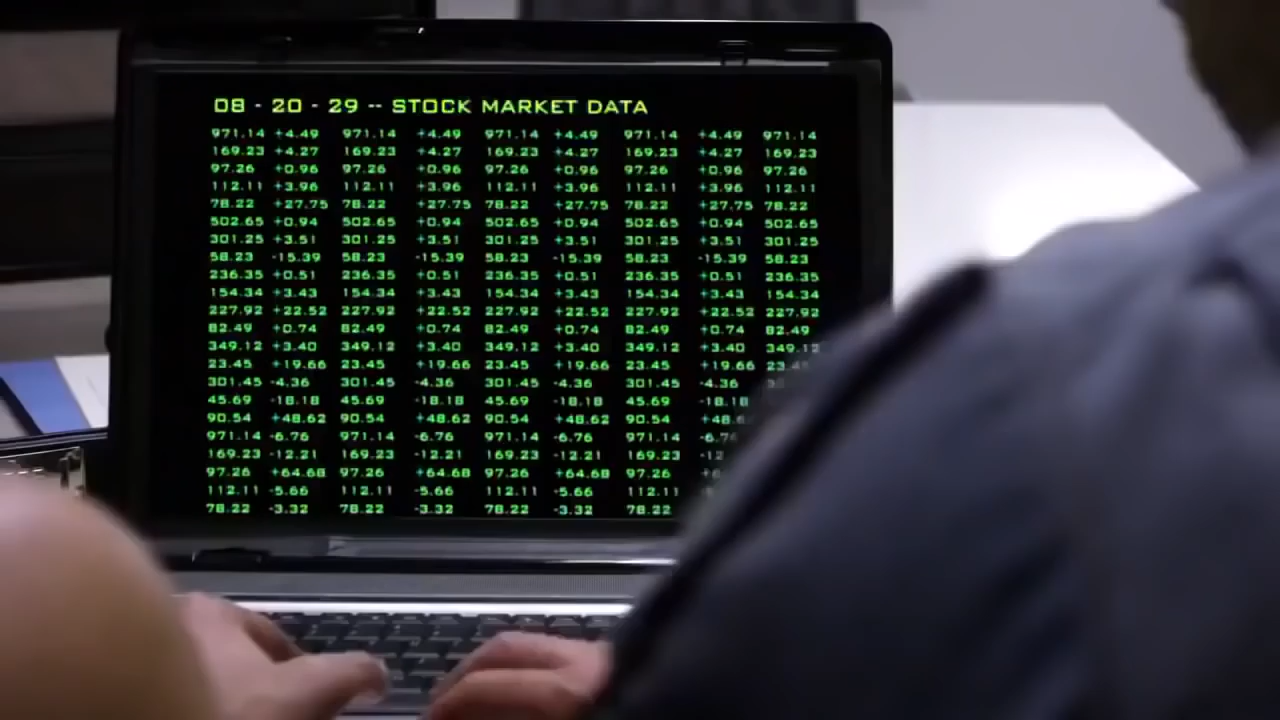 08 - 20 - 29 -- STOCK MARKET DATA
971.14 +4.49 971.14 +4.49 971.14 +4.49 971.14 +4.49 971.14
169.23 +4.27 169.23 +4.27 169.23 +4.27 169.23 +4.27 169.23
97.26 +0.96 97.26 +0.96 97.26 +0.96 97.26 +0.96 97.26
112.11 +3.96 112.11 +3.96 112.11 +3.96 112.11 +3.96 112.11
78.22 +27.75 78.22 +27.75 78.22 +27.75 78.22 +27.75 78.22
502.65 +0.94 502.65 +0.94 502.65 +0.94 502.65 +0.94 502.65
301.25 +3.51 301.25 +3.51 301.25 +3.51 301.25 +3.51 301.25
58.23 -15.39 58.23 -15.39 58.23 -15.39 58.23 -15.39 58.23
236.35 +0.51 236.35 +0.51 236.35 +0.51 236.35 +0.51 236.35
154.34 +3.43 154.34 +3.43 154.34 +3.43 154.34 +3.43 154.34
227.92 +22.52 227.92 +22.52 227.92 +22.52 227.92 +22.52 227.92
82.49 +0.74 82.49 +0.74 82.49 +0.74 82.49 +0.74 82.49
349.12 +3.40 349.12 +3.40 349.12 +3.40 349.12 +3.40 349.12
23.45 +19.66 23.45 +19.66 23.45 +19.66 23.45 +19.66
301.45 -4.36 301.45 -4.36 301.45 -4.36 301.45 -4.36
45.69 -18.18 45.69 -18.18 45.69 -18.18 45.69 -18.18
90.54 +48.62 90.54 +48.62 90.54 +48.62 90.54
971.14 -6.76 971.14 -6.76 971.14 -6.76 971.14
169.23 -12.21 169.23 -12.21 169.23 -12.21 169.23
97.26 +64.68 97.26 +64.68 97.26 +64.68 97.26
112.11 -5.66 112.11 -5.66 112.11 -5.66 112.11
78.22 -3.32 78.22 -3.32 78.22 -3.32 78.22